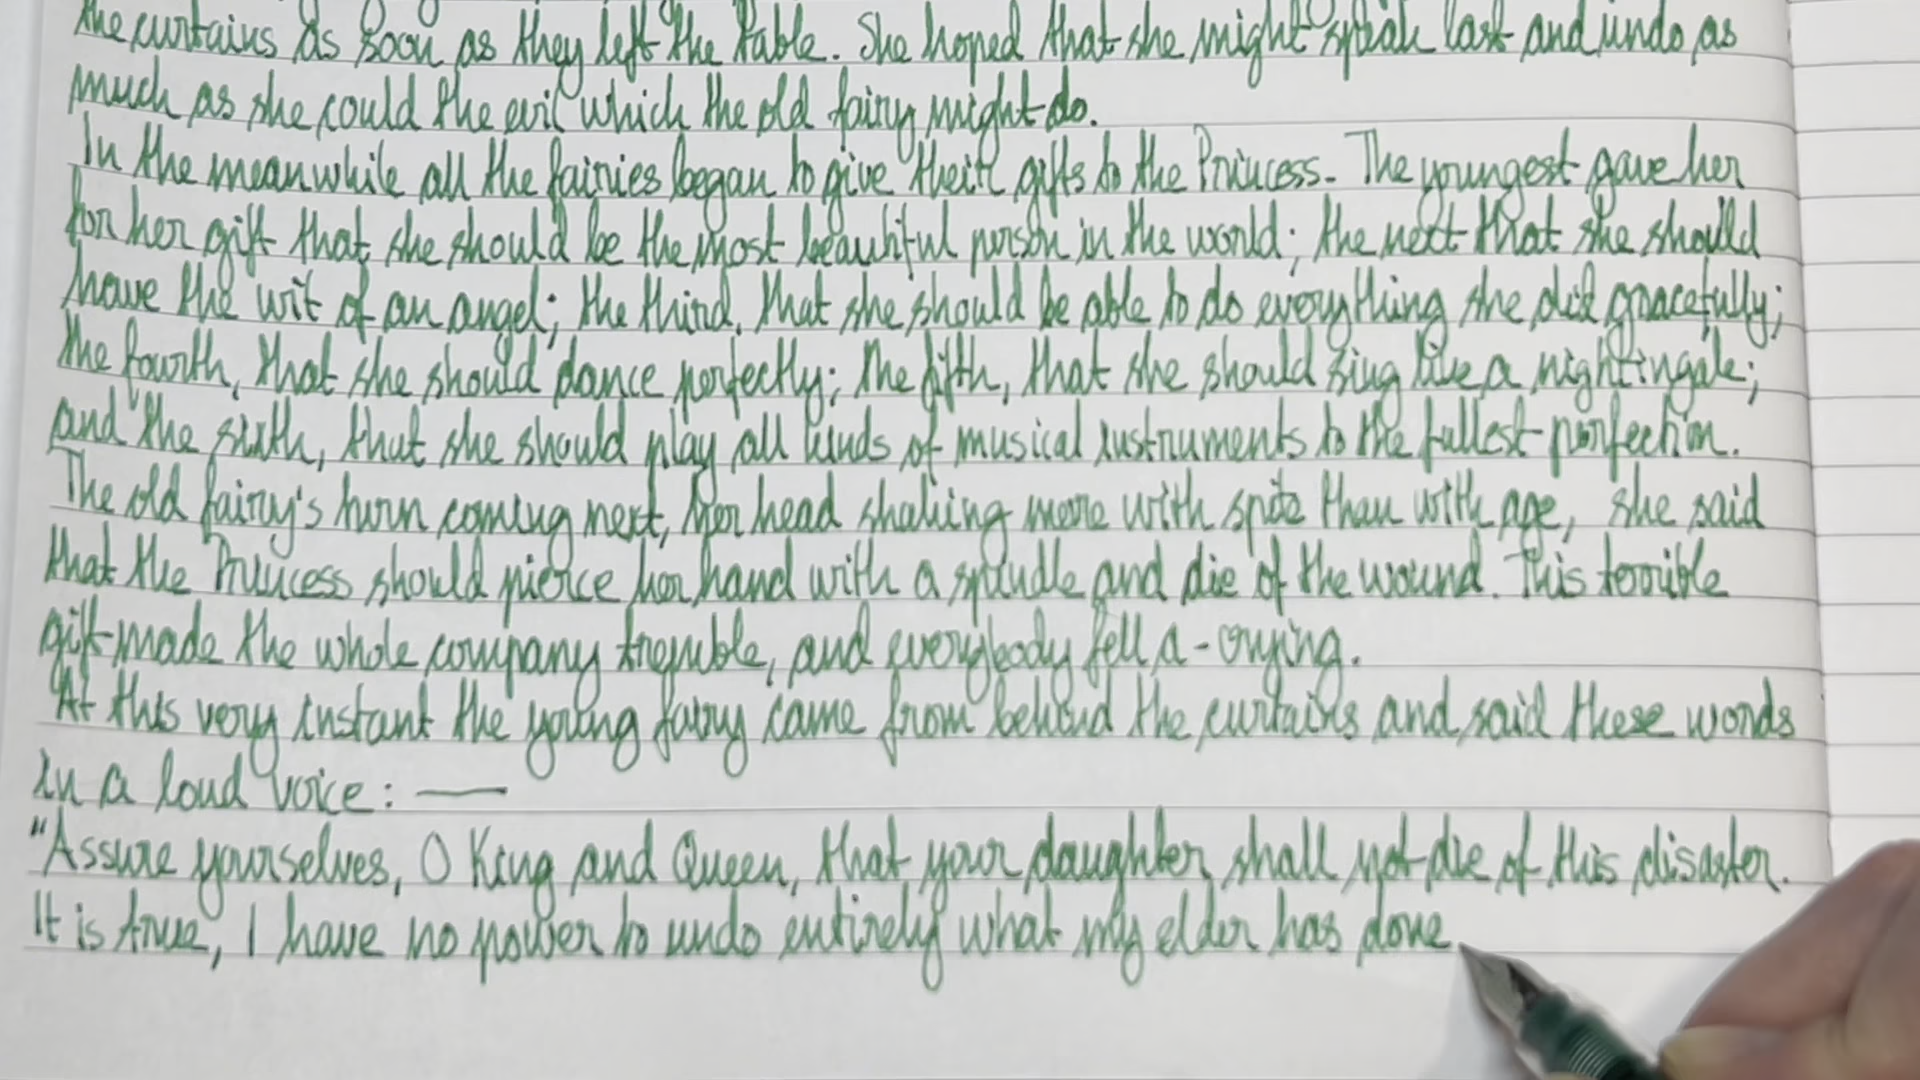 the curtains as soon as they left the table. She hoped that she might speak last and undo as
much as she could the evil which the old fairy might do.
In the meanwhile all the fairies began to give their gifts to the Princess. The youngest gave her
for her gift that she should be the most beautiful person in the world; the next that she should
have the wit of an angel; the third, that she should be able to do everything she did gracefully;
the fourth, that she should dance perfectly; the fifth, that she should sing like a nightingale;
and the sixth, that she should play all kinds of musical instruments to the fullest perfection.
The old fairy's turn coming next, her head shaking more with spite than with age, she said
that the Princess should pierce her hand with a spindle and die of the wound. This terrible
gift made the whole company tremble, and everybody fell a-crying.
At this very instant the young fairy came from behind the curtains and said these words
in a loud voice: —
"Assure yourselves, O King and Queen, that your daughter shall not die of this disaster.
It is true, I have no power to undo entirely what my elder has done